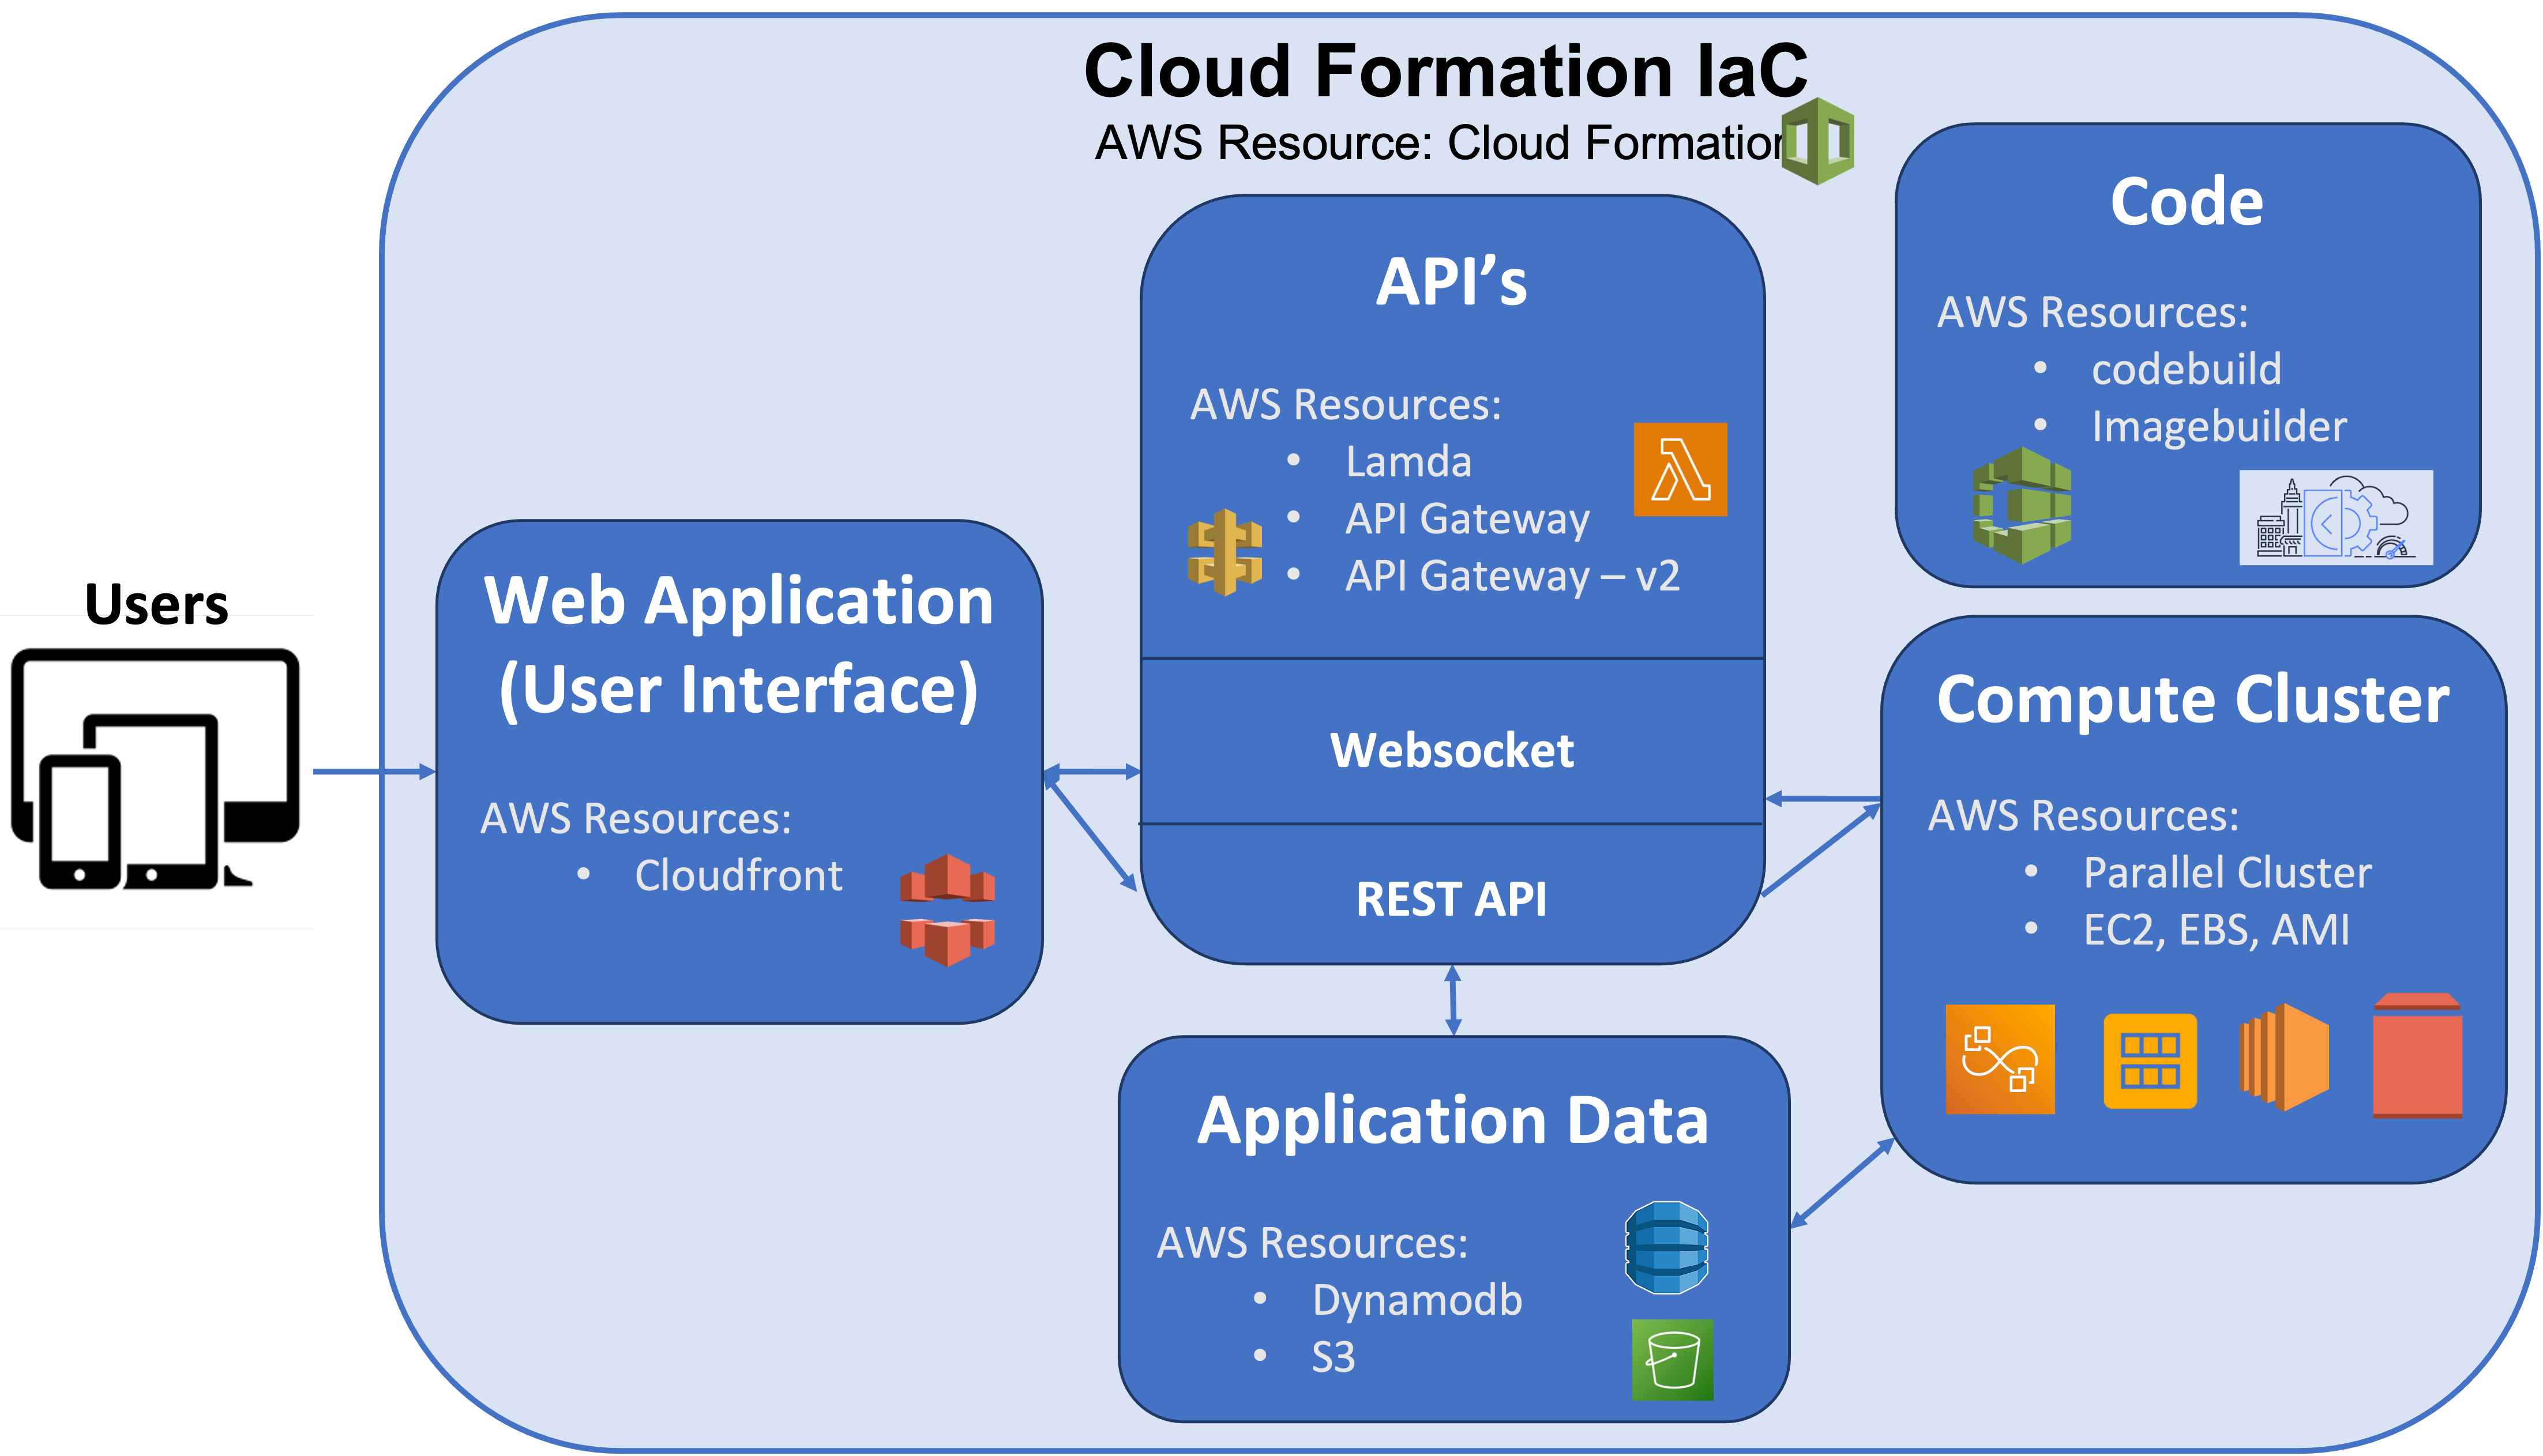 Cloud Formation IaC
AWS Resource: Cloud Formation
Users
Web Application
(User Interface)
AWS Resources:
• Cloudfront
API’s
AWS Resources:
• Lamda
• API Gateway
• API Gateway – v2
Websocket
REST API
Code
AWS Resources:
• codebuild
• Imagebuilder
Compute Cluster
AWS Resources:
• Parallel Cluster
• EC2, EBS, AMI
Application Data
AWS Resources:
• Dynamodb
• S3